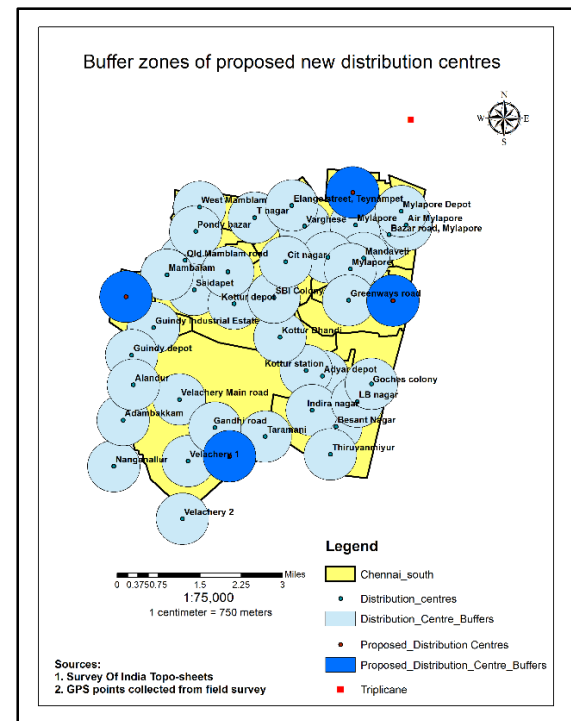 Buffer zones of proposed new distribution centres
N
W
E
S
West Mamblam
Elango street, Teynampet
Mylapore Depot
T nagar
Pondy bazar
Varghese
Mylapore
Air Mylapore
Bazar road, Mylapore
Old Mamblam road
Cit nagar
Mandaveli
Mambalam
Mylapore
Saidapet
SBI Colony
Kottur depot
Greenways road
Guindy Industrial Estate
Kottur Bhandi
Guindy depot
Kottur station
Adyar depot
Alandur
Goches colony
Velachery Main road
LB nagar
Indira nagar
Adambakkam
Gandhi road
Besant Nagar
Taramani
Nanganallur
Velachery 1
Thiruyanmiyur
Velachery 2
Legend
Chennai_south
Distribution_centres
Distribution_Centre_Buffers
Proposed_Distribution Centres
Proposed_Distribution_Centre_Buffers
Triplicane
Miles
0 0.375 0.75 1.5 2.25 3
1:75,000
1 centimeter = 750 meters
Sources:
1. Survey Of India Topo-sheets
2. GPS points collected from field survey